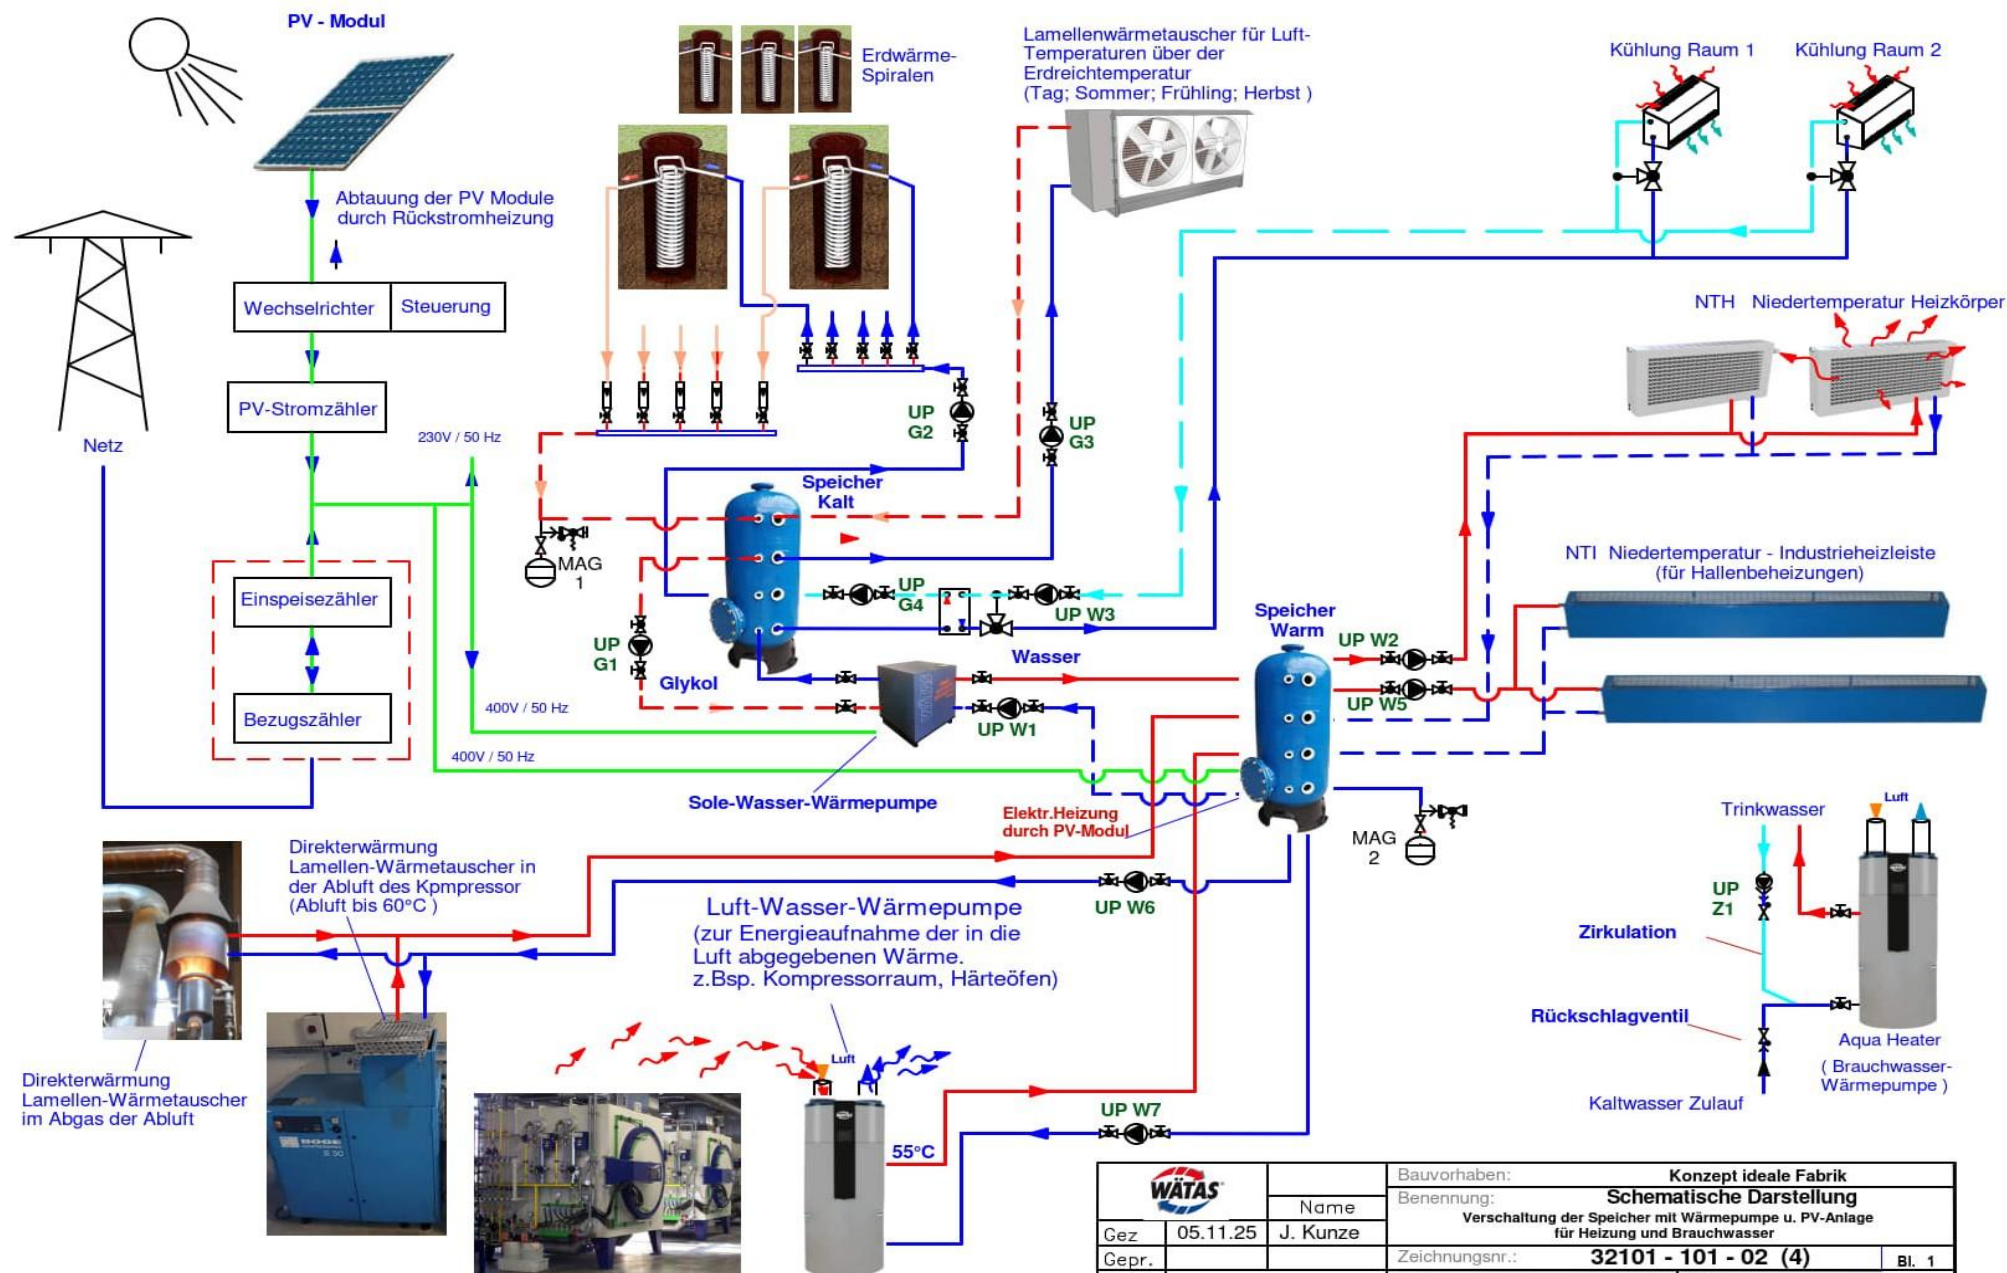 PV - Modul
Erdwärme-
Spiralen
Lamellenwärmetauscher für Luft-
Temperaturen über der
Erdreichtemperatur
(Tag; Sommer; Frühling; Herbst )
Kühlung Raum 1
Kühlung Raum 2
Abtauung der PV Module
durch Rückstromheizung
Wechselrichter
Steuerung
NTH Niedertemperatur Heizkörper
PV-Stromzähler
Netz
230V / 50 Hz
UP
G2
UP
G3
Speicher
Kalt
MAG
1
NTI Niedertemperatur - Industrieheizleiste
(für Hallenbeheizungen)
Einspeisezähler
UP
G4
UP W3
Speicher
Warm
UP
G1
UP W2
Wasser
Glykol
UP W5
Bezugszähler
400V / 50 Hz
UP W1
400V / 50 Hz
Sole-Wasser-Wärmepumpe
Elektr.Heizung
durch PV-Modul
MAG
2
Trinkwasser
Luft
Direkterwärmung
Lamellen-Wärmetauscher in
der Abluft des Kpmpressor
(Abluft bis 60°C )
UP W6
Luft-Wasser-Wärmepumpe
(zur Energieaufnahme der in die
Luft abgegebenen Wärme.
z.Bsp. Kompressorraum, Härteöfen)
UP
Z1
Zirkulation
Rückschlagventil
Aqua Heater
( Brauchwasser-
Wärmepumpe )
Kaltwasser Zulauf
Direkterwärmung
Lamellen-Wärmetauscher
im Abgas der Abluft
Luft
BOGE
S 50
UP W7
55°C
WÄTAS
Bauvorhaben: Konzept ideale Fabrik
Name
Benennung: Schematische Darstellung
Verschaltung der Speicher mit Wärmepumpe u. PV-Anlage
für Heizung und Brauchwasser
Gez 05.11.25 J. Kunze
Gepr.
Zeichnungsnr.: 32101 - 101 - 02 (4) Bl. 1